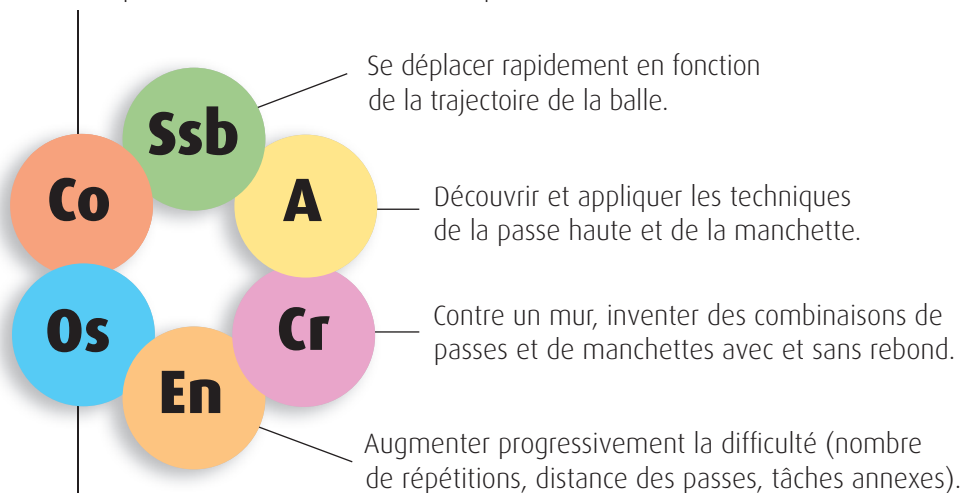 Ssb
Se déplacer rapidement en fonction
de la trajectoire de la balle.
Co
A
Découvrir et appliquer les techniques
de la passe haute et de la manchette.
Os
Cr
Contre un mur, inventer des combinaisons de
passes et de manchettes avec et sans rebond.
En
Augmenter progressivement la difficulté (nombre
de répétitions, distance des passes, tâches annexes).